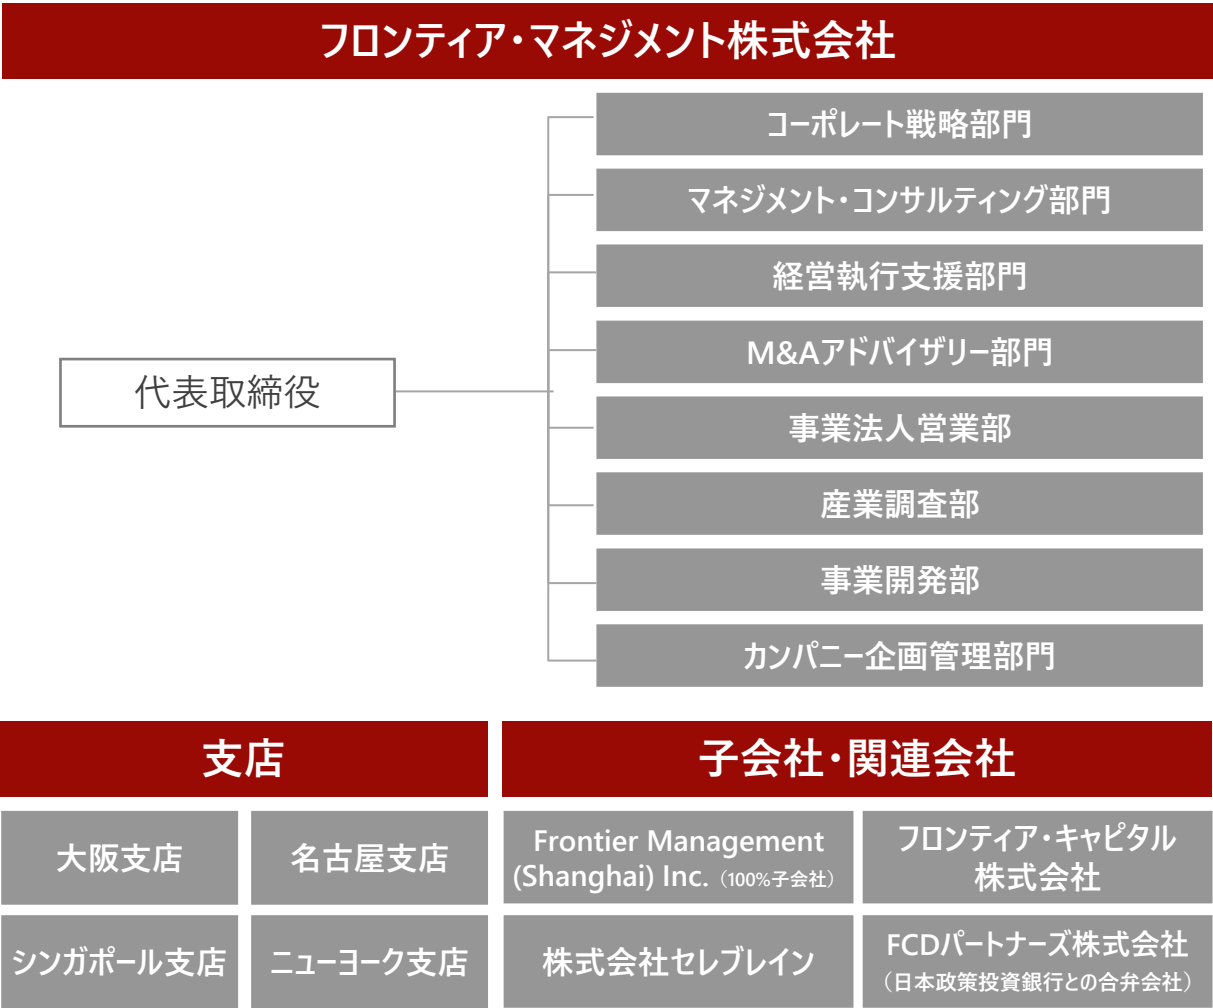 フロンティア・マネジメント株式会社
コーポレート戦略部門
マネジメント・コンサルティング部門
経営執行支援部門
M&Aアドバイザリー部門
代表取締役
事業法人営業部
産業調査部
事業開発部
カンパニー企画管理部門
支店
子会社・関連会社
大阪支店
名古屋支店
Frontier Management
(Shanghai) Inc.（100%子会社）
フロンティア・キャピタル
株式会社
シンガポール支店
ニューヨーク支店
株式会社セレブレイン
FCDパートナーズ株式会社
（日本政策投資銀行との合弁会社）